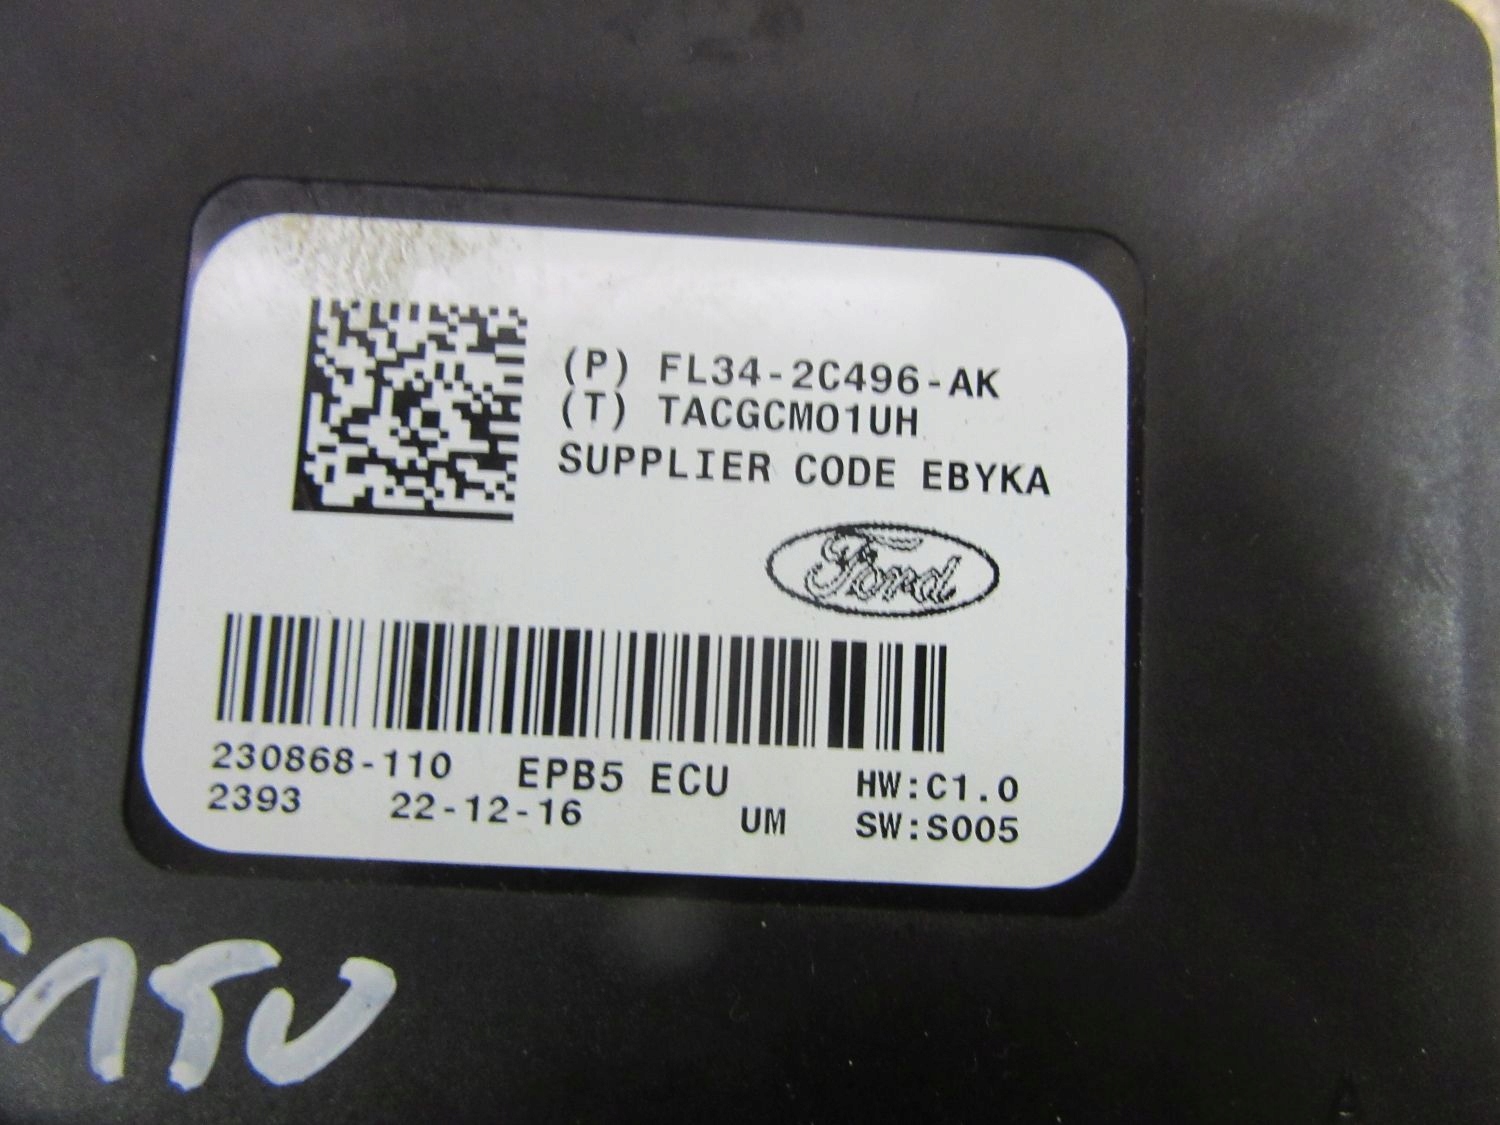 (P) FL34-2C496-AK
(T) TACGCM01UH
SUPPLIER CODE EBYKA
Ford
230868-110 EPB5 ECU HW:C1.0
2393 22-12-16 UM SW:S005
A